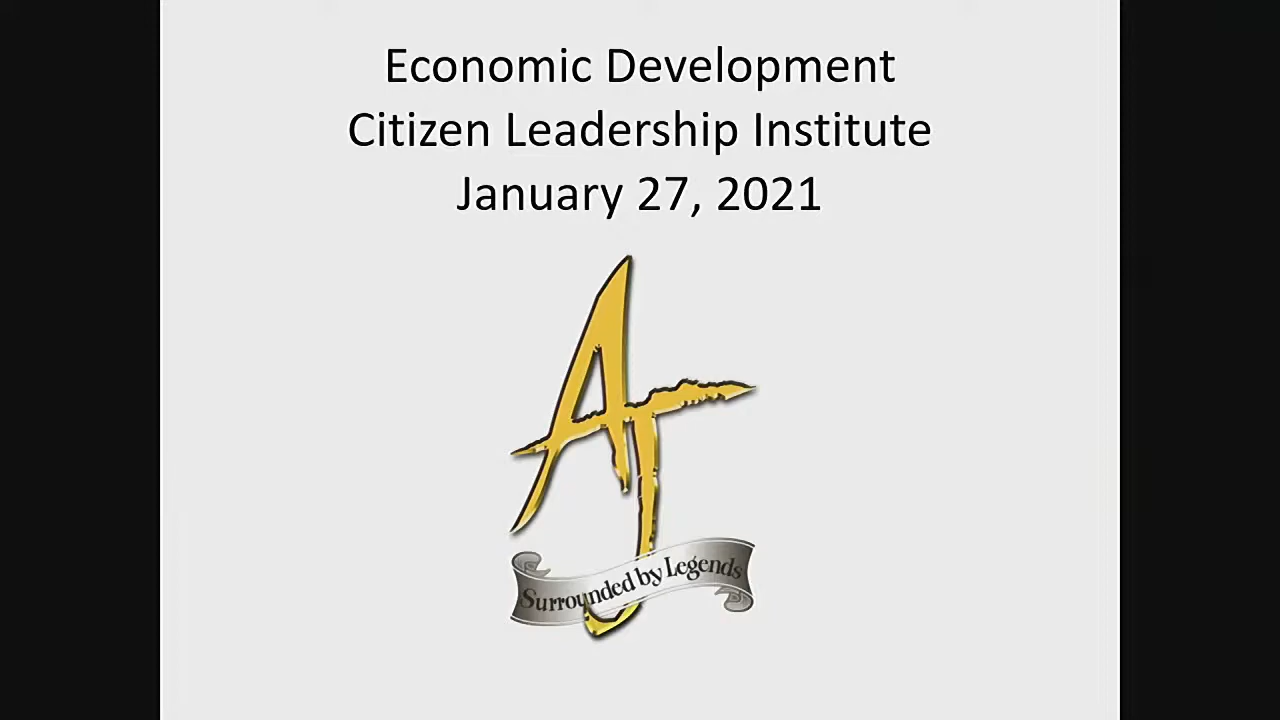 Economic Development
Citizen Leadership Institute
January 27, 2021
AJ
Surrounded by Legends